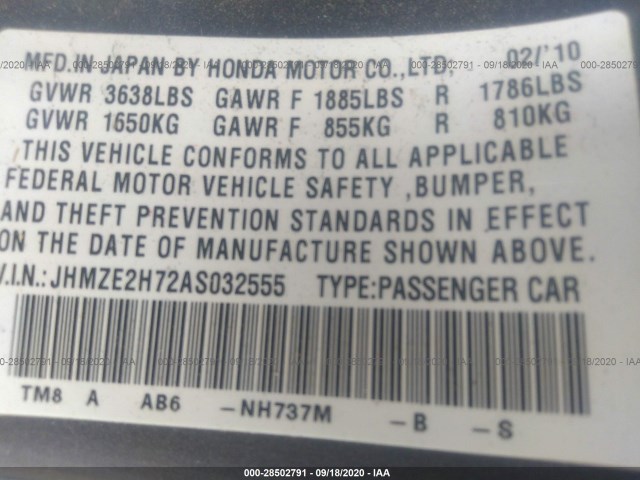 MFD.IN JAPAN BY HONDA MOTOR CO.,LTD. 02/'10
GVWR 3638LBS GAWR F 1885LBS R 1786LBS
GVWR 1650KG GAWR F 855KG R 810KG
THIS VEHICLE CONFORMS TO ALL APPLICABLE
FEDERAL MOTOR VEHICLE SAFETY ,BUMPER,
AND THEFT PREVENTION STANDARDS IN EFFECT
ON THE DATE OF MANUFACTURE SHOWN ABOVE.
V.I.N.:JHMZE2H72AS032555 TYPE:PASSENGER CAR
TM8 A AB6 -NH737M -B -S
000-28502791 - 09/18/2020 - IAA